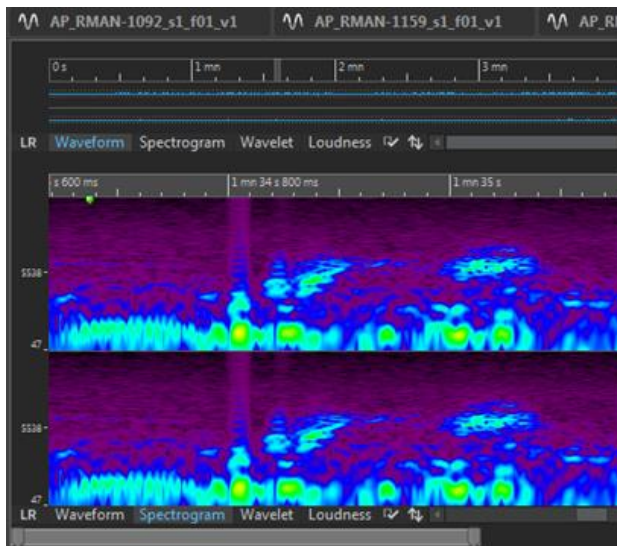 AP_RMAN-1092_s1_f01_v1 AP_RMAN-1159_s1_f01_v1
0 s 1 mn 2 mn 3 mn
LR Waveform Spectrogram Wavelet Loudness
s 600 ms 1 mn 34 s 800 ms 1 mn 35 s
5538
47
5538
47
LR Waveform Spectrogram Wavelet Loudness